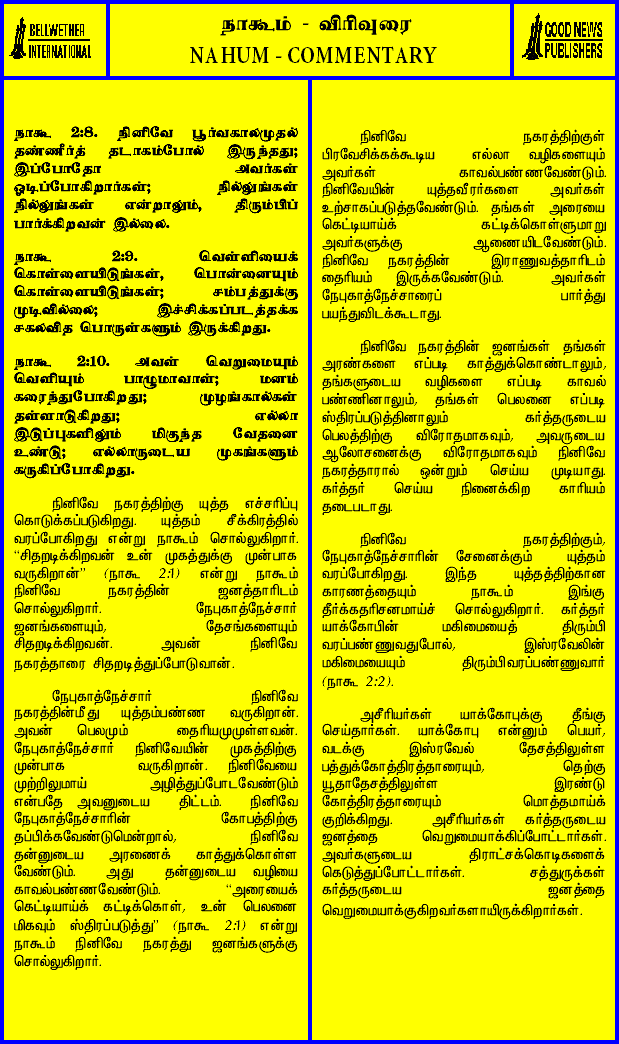 BELLWETHER
INTERNATIONAL
நாகூம் - விரிவுரை
NAHUM - COMMENTARY
GOOD NEWS
PUBLISHERS
நாகூ 2:8. நினிவே பூர்வகாலமுதல்
தண்ணீர்த் தடாகம்போல் இருந்தது;
இப்போதோ அவர்கள்
ஓடிப்போகிறார்கள்; நில்லுங்கள்
நில்லுங்கள் என்றாலும், திரும்பிப்
பார்க்கிறவன் இல்லை.
நாகூ 2:9. வெள்ளியைக்
கொள்ளையிடுங்கள், பொன்னையும்
கொள்ளையிடுங்கள்; சம்பத்துக்கு
முடிவில்லை; இச்சிக்கப்படத்தக்க
சகலவித பொருள்களும் இருக்கிறது.
நாகூ 2:10. அவள் வெறுமையும்
வெளியும் பாழுமாவாள்; மனம்
கரைந்துபோகிறது; முழங்கால்கள்
தள்ளாடுகிறது; எல்லா
இடுப்புகளிலும் மிகுந்த வேதனை
உண்டு; எல்லாருடைய முகங்களும்
கருகிப்போகிறது.
நினிவே நகரத்திற்கு யுத்த எச்சரிப்பு
கொடுக்கப்படுகிறது. யுத்தம் சீக்கிரத்தில்
வரப்போகிறது என்று நாகூம் சொல்லுகிறார்.
“சிதறடிக்கிறவன் உன் முகத்துக்கு முன்பாக
வருகிறான்” (நாகூ 2:1) என்று நாகூம்
நினிவே நகரத்தின் ஜனத்தாரிடம்
சொல்லுகிறார். நேபுகாத்நேச்சார்
ஜனங்களையும், தேசங்களையும்
சிதறடிக்கிறவன். அவன் நினிவே
நகரத்தாரை சிதறடித்துப்போடுவான்.
நேபுகாத்நேச்சார் நினிவே
நகரத்தின்மீது யுத்தம்பண்ண வருகிறான்.
அவன் பெலமும் தைரியமுமுள்ளவன்.
நேபுகாத்நேச்சார் நினிவேயின் முகத்திற்கு
முன்பாக வருகிறான். நினிவேயை
முற்றிலுமாய் அழித்துப்போடவேண்டும்
என்பதே அவனுடைய திட்டம். நினிவே
நேபுகாத்நேச்சாரின் கோபத்திற்கு
தப்பிக்கவேண்டுமென்றால், நினிவே
தன்னுடைய அரணைக் காத்துக்கொள்ள
வேண்டும். அது தன்னுடைய வழியை
காவல்பண்ணவேண்டும். “அரையைக்
கெட்டியாய்க் கட்டிக்கொள், உன் பெலனை
மிகவும் ஸ்திரப்படுத்து” (நாகூ 2:1) என்று
நாகூம் நினிவே நகரத்து ஜனங்களுக்கு
சொல்லுகிறார்.
நினிவே நகரத்திற்குள்
பிரவேசிக்கக்கூடிய எல்லா வழிகளையும்
அவர்கள் காவல்பண்ணவேண்டும்.
நினிவேயின் யுத்தவீரர்களை அவர்கள்
உற்சாகப்படுத்தவேண்டும். தங்கள் அரையை
கெட்டியாய்க் கட்டிக்கொள்ளுமாறு
அவர்களுக்கு ஆணையிடவேண்டும்.
நினிவே நகரத்தின் இராணுவத்தாரிடம்
தைரியம் இருக்கவேண்டும். அவர்கள்
நேபுகாத்நேச்சாரைப் பார்த்து
பயந்துவிடக்கூடாது.
நினிவே நகரத்தின் ஜனங்கள் தங்கள்
அரண்களை எப்படி காத்துக்கொண்டாலும்,
தங்களுடைய வழிகளை எப்படி காவல்
பண்ணினாலும், தங்கள் பெலனை எப்படி
ஸ்திரப்படுத்தினாலும் கர்த்தருடைய
பெலத்திற்கு விரோதமாகவும், அவருடைய
ஆலோசனைக்கு விரோதமாகவும் நினிவே
நகரத்தாரால் ஒன்றும் செய்ய முடியாது.
கர்த்தர் செய்ய நினைக்கிற காரியம்
தடைபடாது.
நினிவே நகரத்திற்கும்,
நேபுகாத்நேச்சாரின் சேனைக்கும் யுத்தம்
வரப்போகிறது. இந்த யுத்தத்திற்கான
காரணத்தையும் நாகூம் இங்கு
தீர்க்கதரிசனமாய்ச் சொல்லுகிறார். கர்த்தர்
யாக்கோபின் மகிமையைத் திரும்பி
வரப்பண்ணுவதுபோல், இஸ்ரவேலின்
மகிமையையும் திரும்பிவரப்பண்ணுவார்
(நாகூ 2:2).
அசீரியர்கள் யாக்கோபுக்கு தீங்கு
செய்தார்கள். யாக்கோபு என்னும் பெயர்,
வடக்கு இஸ்ரவேல் தேசத்திலுள்ள
பத்துக்கோத்திரத்தாரையும், தெற்கு
யூதாதேசத்திலுள்ள இரண்டு
கோத்திரத்தாரையும் மொத்தமாய்க்
குறிக்கிறது. அசீரியர்கள் கர்த்தருடைய
ஜனத்தை வெறுமையாக்கிப்போட்டார்கள்.
அவர்களுடைய திராட்சக்கொடிகளைக்
கெடுத்துப்போட்டார்கள். சத்துருக்கள்
கர்த்தருடைய ஜனத்தை
வெறுமையாக்குகிறவர்களாயிருக்கிறார்கள்.